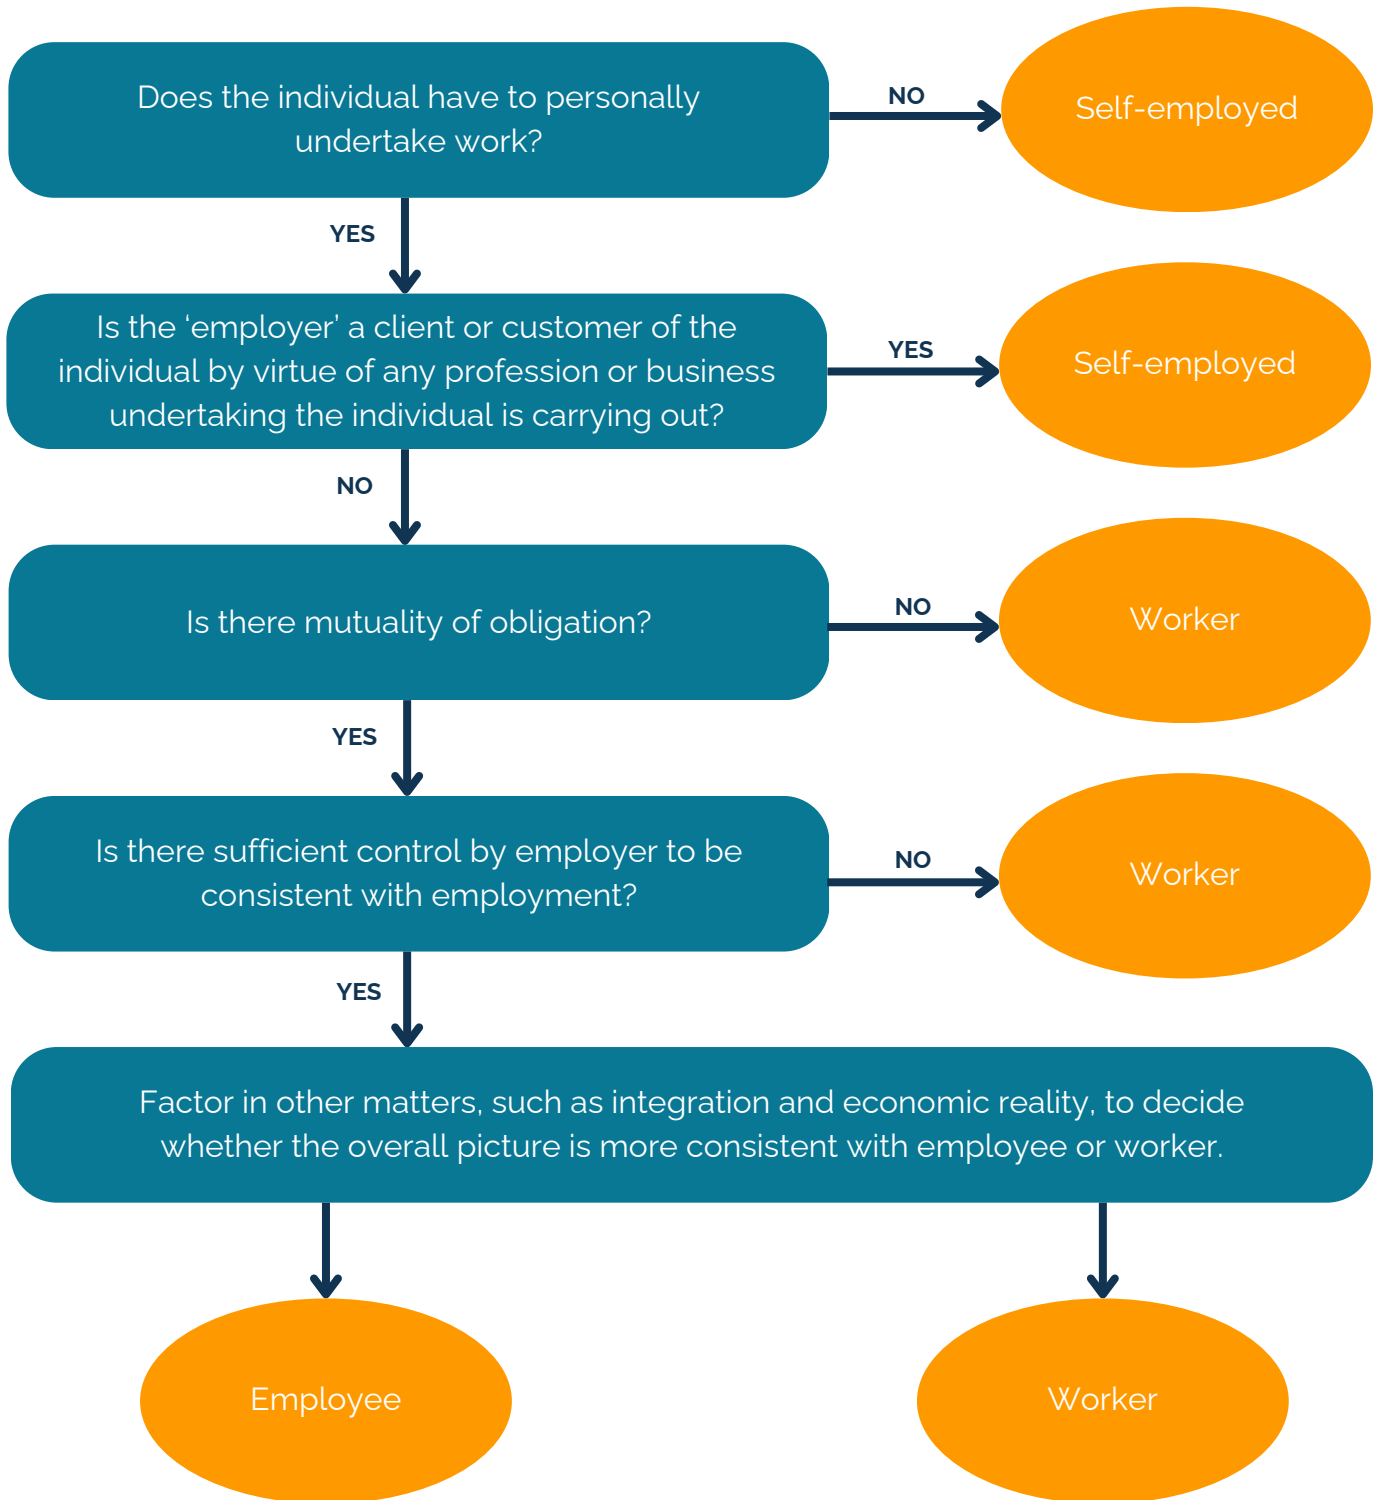 Does the individual have to personally
undertake work?
NO
Self-employed
YES
Is the ‘employer’ a client or customer of the
individual by virtue of any profession or business
undertaking the individual is carrying out?
YES
Self-employed
NO
Is there mutuality of obligation?
NO
Worker
YES
Is there sufficient control by employer to be
consistent with employment?
NO
Worker
YES
Factor in other matters, such as integration and economic reality, to decide
whether the overall picture is more consistent with employee or worker.
Employee
Worker